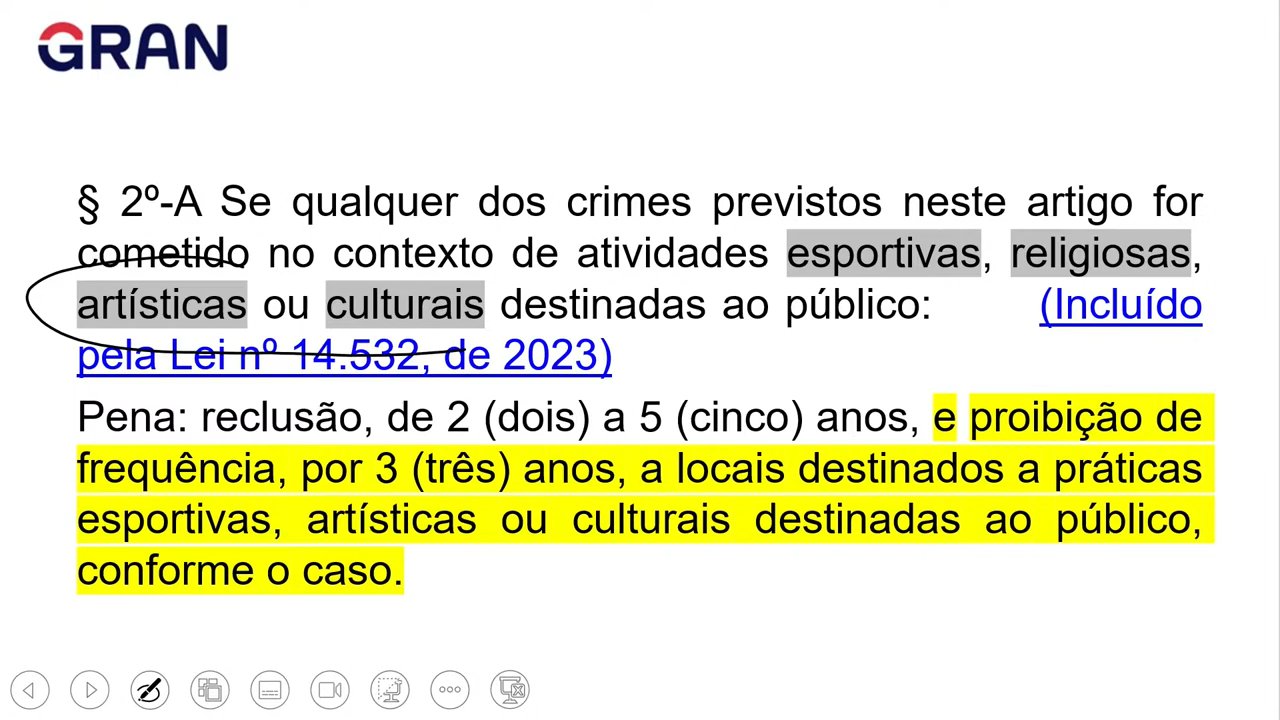 GRAN
§ 2º-A Se qualquer dos crimes previstos neste artigo for
cometido no contexto de atividades esportivas, religiosas,
artísticas ou culturais destinadas ao público: (Incluído
pela Lei nº 14.532, de 2023)
Pena: reclusão, de 2 (dois) a 5 (cinco) anos, e proibição de
frequência, por 3 (três) anos, a locais destinados a práticas
esportivas, artísticas ou culturais destinadas ao público,
conforme o caso.